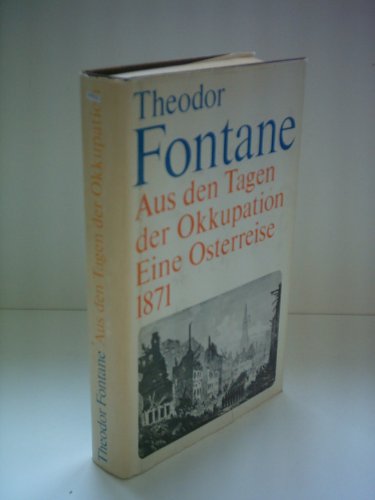 Theodor
Fontane
Aus den Tagen
der Okkupation
Eine Osterreise
1871
Theodor Fontane Aus den Tagen der Okkupation